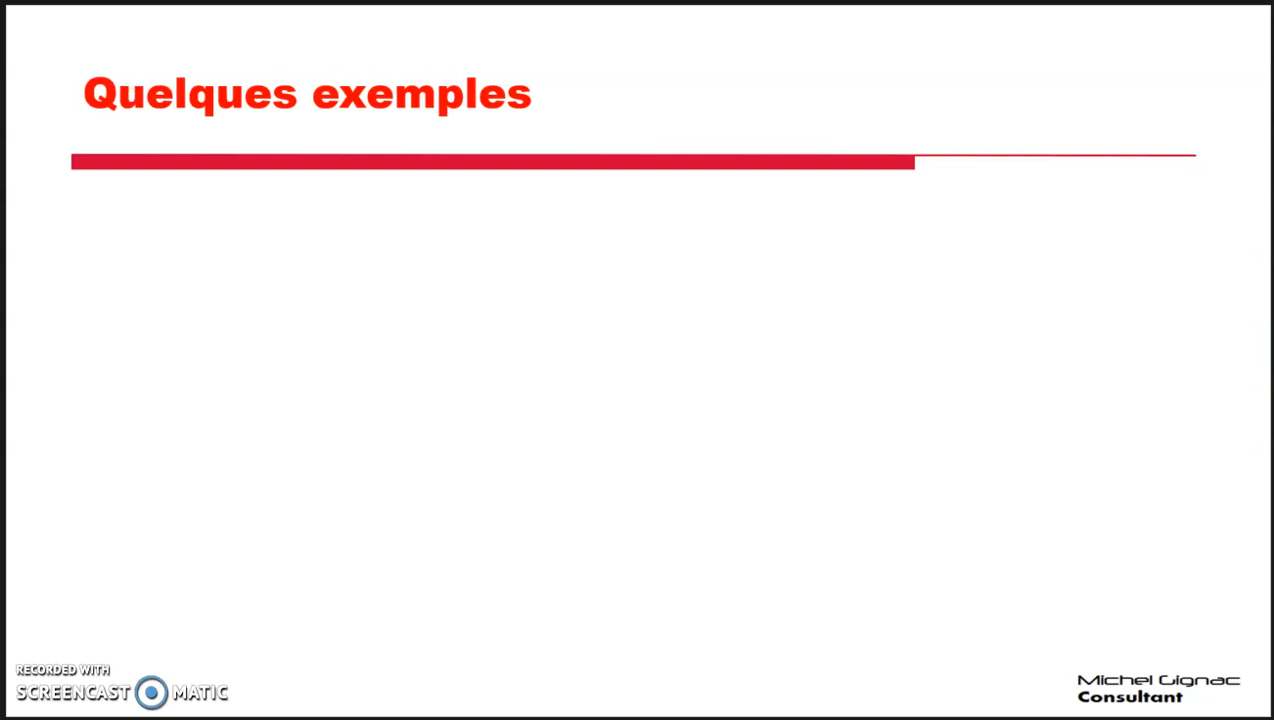 Quelques exemples
RECORDED WITH
SCREENCAST MATIC
Michel Gignac
Consultant